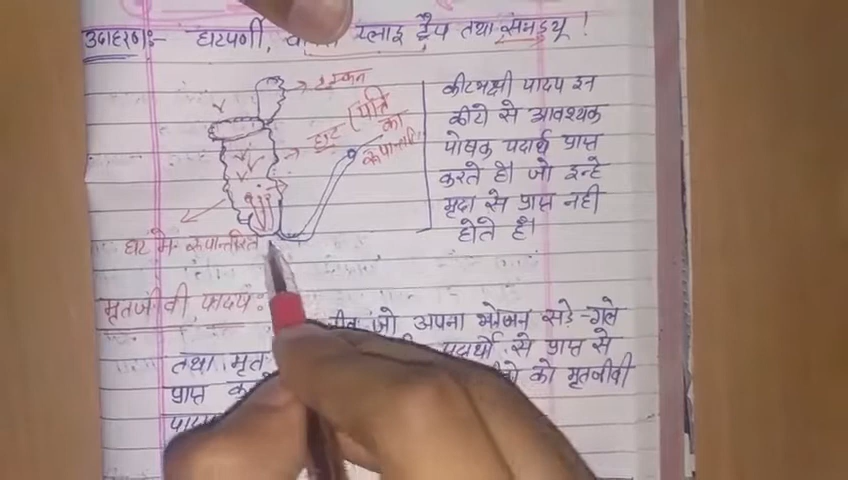 उदाहरण:- घटपर्णी, प्लाइ ट्रैप तथा सनड्यू !
ढक्कन
घट (पत्ति
का
रूपान्तरित
घट मे- रूपान्तरित
कीटभक्षी पादप इन
कीटो से आवश्यक
पोषक पदार्थ प्राप्त
करते है। जो इन्हे
मृदा से प्राप्त नही
होते है।
मृतजीवी पादप:
जीव जो अपना भोजन सडे़-गले
तथा मृत पदार्थो से प्राप्त से
प्राप्त को मृतजीवी